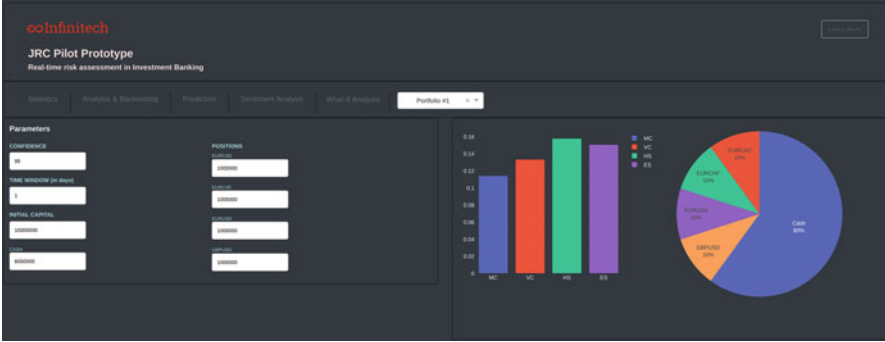 ∞Infinitech
Learn More
JRC Pilot Prototype
Real-time risk assessment in Investment Banking
Statistics Analysis & Backtesting Prediction Sentiment Analysis What-If Analysis Portfolio #1 ×
Parameters
CONFIDENCE
95
TIME WINDOW (in days)
1
INITIAL CAPITAL
10000000
CASH
6000000
POSITIONS
EURCAD
1000000
EURCHF
1000000
EURUSD
1000000
GBPUSD
1000000
0.16
0.14
0.12
0.1
0.08
0.06
0.04
0.02
0
MC VC HS ES
MC
VC
HS
ES
EURCAD
10%
EURCHF
10%
EURUSD
10%
GBPUSD
10%
Cash
60%